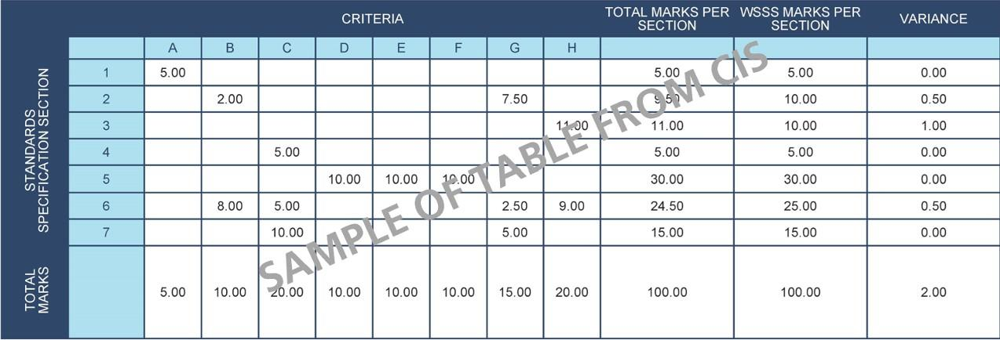 CRITERIA TOTAL MARKS PER SECTION WSSS MARKS PER SECTION VARIANCE
A B C D E F G H
STANDARDS SPECIFICATION SECTION
1 5.00 5.00 5.00 0.00
2 2.00 7.50 9.50 10.00 0.50
3 11.00 11.00 10.00 1.00
4 5.00 5.00 5.00 0.00
5 10.00 10.00 10.00 30.00 30.00 0.00
6 8.00 5.00 2.50 9.00 24.50 25.00 0.50
7 10.00 5.00 15.00 15.00 0.00
TOTAL MARKS
5.00 10.00 20.00 10.00 10.00 10.00 15.00 20.00 100.00 100.00 2.00
SAMPLE OF TABLE FROM CIS